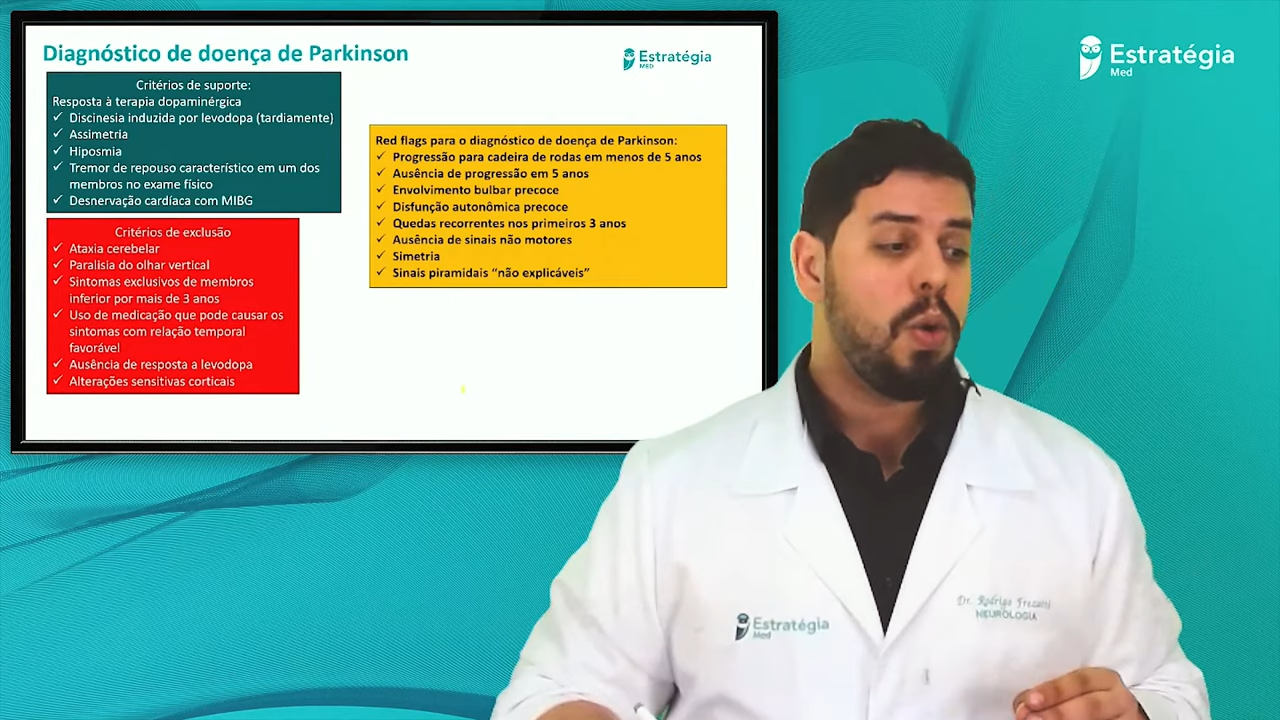 Diagnóstico de doença de Parkinson
Estratégia
MED
Critérios de suporte:
Resposta à terapia dopaminérgica
✓ Discinesia induzida por levodopa (tardiamente)
✓ Assimetria
✓ Hiposmia
✓ Tremor de repouso característico em um dos
membros no exame físico
✓ Desnervação cardíaca com MIBG
Critérios de exclusão
✓ Ataxia cerebelar
✓ Paralisia do olhar vertical
✓ Sintomas exclusivos de membros
inferior por mais de 3 anos
✓ Uso de medicação que pode causar os
sintomas com relação temporal
favorável
✓ Ausência de resposta a levodopa
✓ Alterações sensitivas corticais
Red flags para o diagnóstico de doença de Parkinson:
✓ Progressão para cadeira de rodas em menos de 5 anos
✓ Ausência de progressão em 5 anos
✓ Envolvimento bulbar precoce
✓ Disfunção autonômica precoce
✓ Quedas recorrentes nos primeiros 3 anos
✓ Ausência de sinais não motores
✓ Simetria
✓ Sinais piramidais “não explicáveis”
Estratégia
Med
Estratégia
Med
Dr. Rodrigo Frezatti
NEUROLOGIA